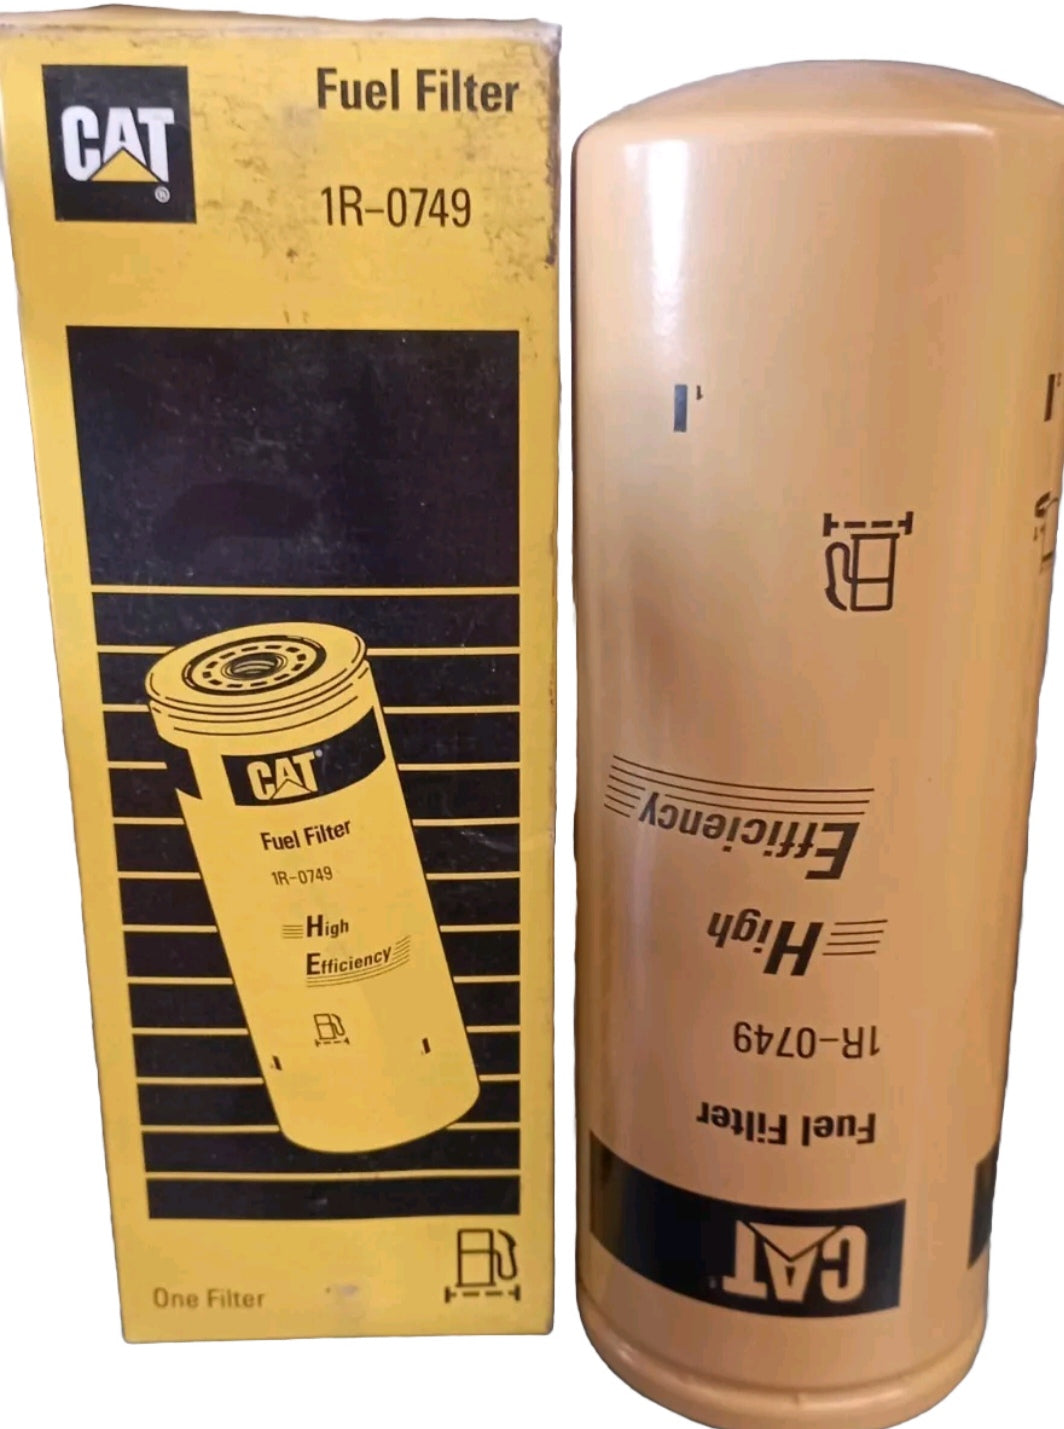 CAT
®
Fuel Filter
1R-0749
CAT
Fuel Filter
1R-0749
High
Efficiency
One Filter
CAT
Fuel Filter
1R-0749
High
Efficiency
1